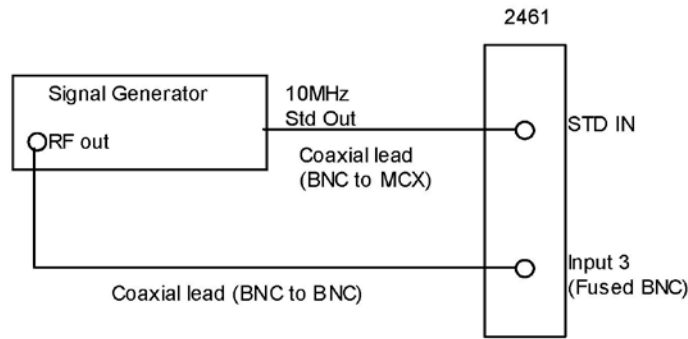 2461
Signal Generator
10MHz
Std Out
RF out
STD IN
Coaxial lead
(BNC to MCX)
Input 3
(Fused BNC)
Coaxial lead (BNC to BNC)